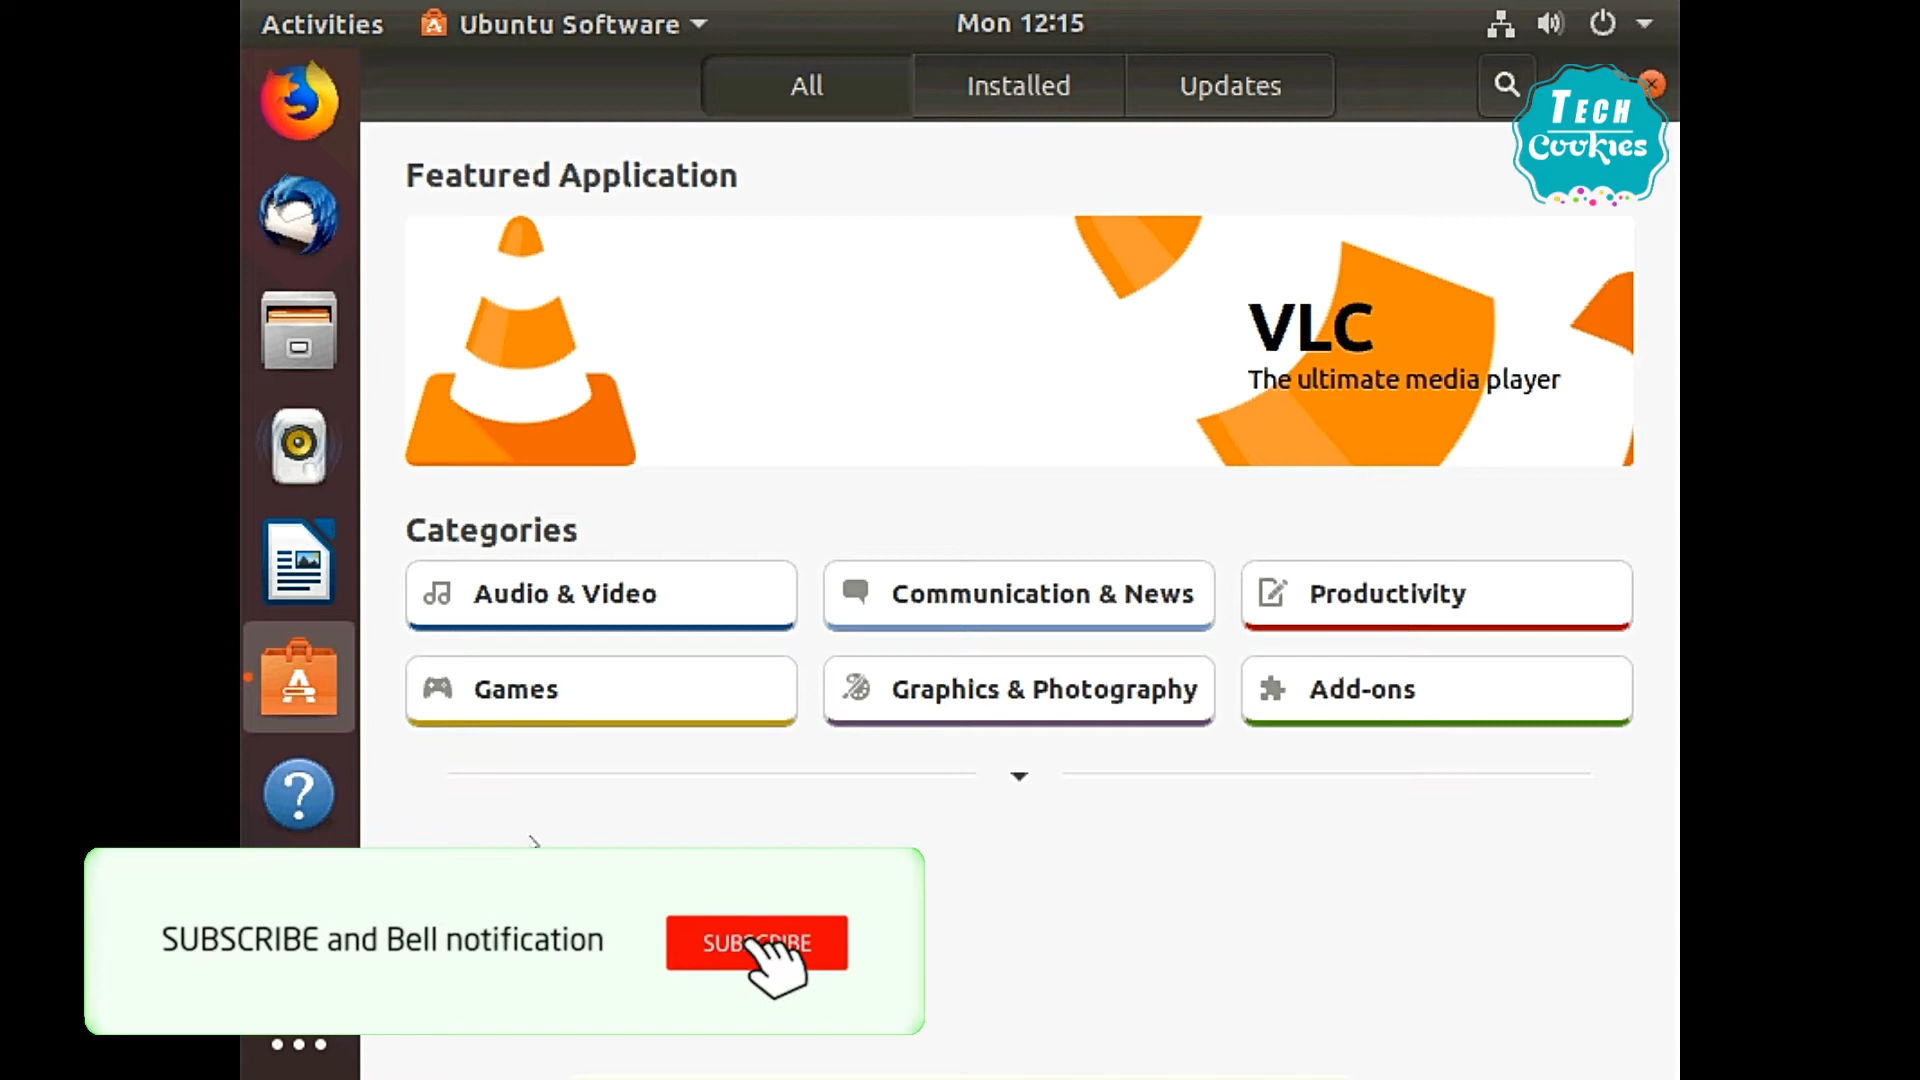 Activities
Ubuntu Software
Mon 12:15
All
Installed
Updates
TECH
Cookies
Featured Application
VLC
The ultimate media player
Categories
Audio & Video
Communication & News
Productivity
Games
Graphics & Photography
Add-ons
SUBSCRIBE and Bell notification
SUBSCRIBE